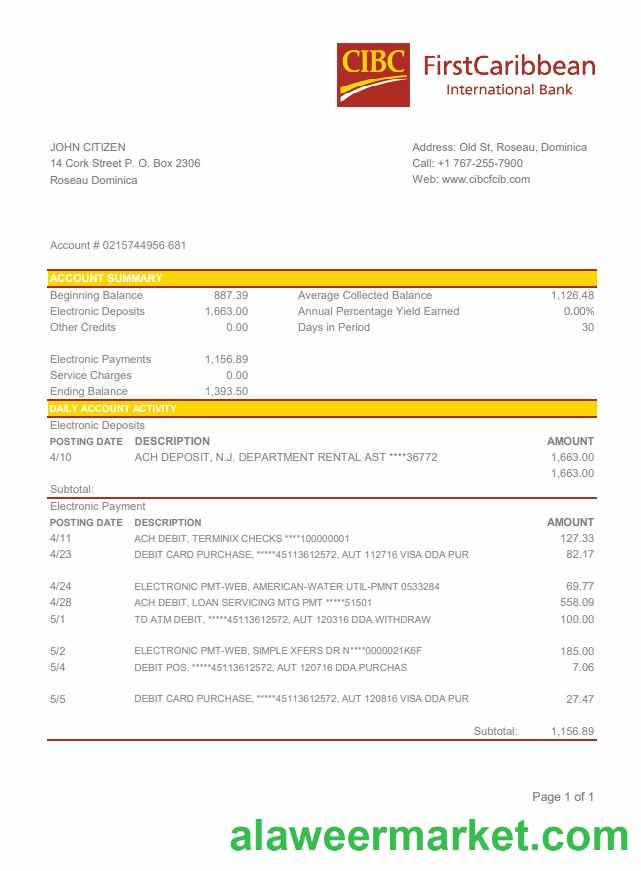 CIBC FirstCaribbean
International Bank
JOHN CITIZEN
14 Cork Street P. O. Box 2306
Roseau Dominica
Address: Old St, Roseau, Dominica
Call: +1 767-255-7900
Web: www.cibcfcib.com
Account # 0215744956 681
ACCOUNT SUMMARY
Beginning Balance 887.39 Average Collected Balance 1,126.48
Electronic Deposits 1,663.00 Annual Percentage Yield Earned 0.00%
Other Credits 0.00 Days in Period 30
Electronic Payments 1,156.89
Service Charges 0.00
Ending Balance 1,393.50
DAILY ACCOUNT ACTIVITY
Electronic Deposits
POSTING DATE DESCRIPTION AMOUNT
4/10 ACH DEPOSIT, N.J. DEPARTMENT RENTAL AST ****36772 1,663.00
1,663.00
Subtotal:
Electronic Payment
POSTING DATE DESCRIPTION AMOUNT
4/11 ACH DEBIT, TERMINIX CHECKS ****100000001 127.33
4/23 DEBIT CARD PURCHASE, *****45113612572, AUT 112716 VISA DDA PUR 82.17
4/24 ELECTRONIC PMT-WEB, AMERICAN-WATER UTIL-PMNT 0533284 69.77
4/28 ACH DEBIT, LOAN SERVICING MTG PMT *****51501 558.09
5/1 TD ATM DEBIT, *****45113612572, AUT 120316 DDA WITHDRAW 100.00
5/2 ELECTRONIC PMT-WEB, SIMPLE XFERS DR N****0000021K6F 185.00
5/4 DEBIT POS, *****45113612572, AUT 120716 DDA PURCHAS 7.06
5/5 DEBIT CARD PURCHASE, *****45113612572, AUT 120816 VISA DDA PUR 27.47
Subtotal: 1,156.89
Page 1 of 1
alaweermarket.com